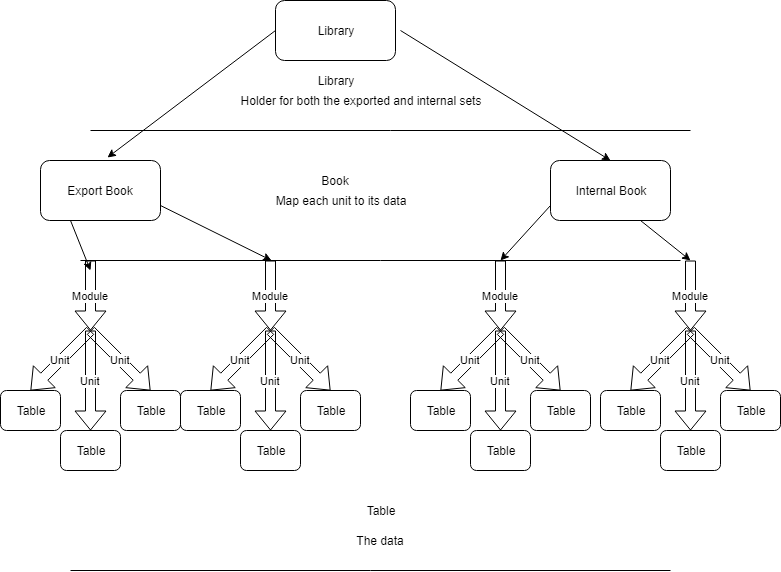 Library
Library
Holder for both the exported and internal sets
Export Book
Book
Map each unit to its data
Internal Book
Module
Module
Module
Module
Unit
Unit
Unit
Unit
Unit
Unit
Unit
Unit
Unit
Unit
Unit
Unit
Table
Table
Table
Table
Table
Table
Table
Table
Table
Table
Table
Table
Table
The data